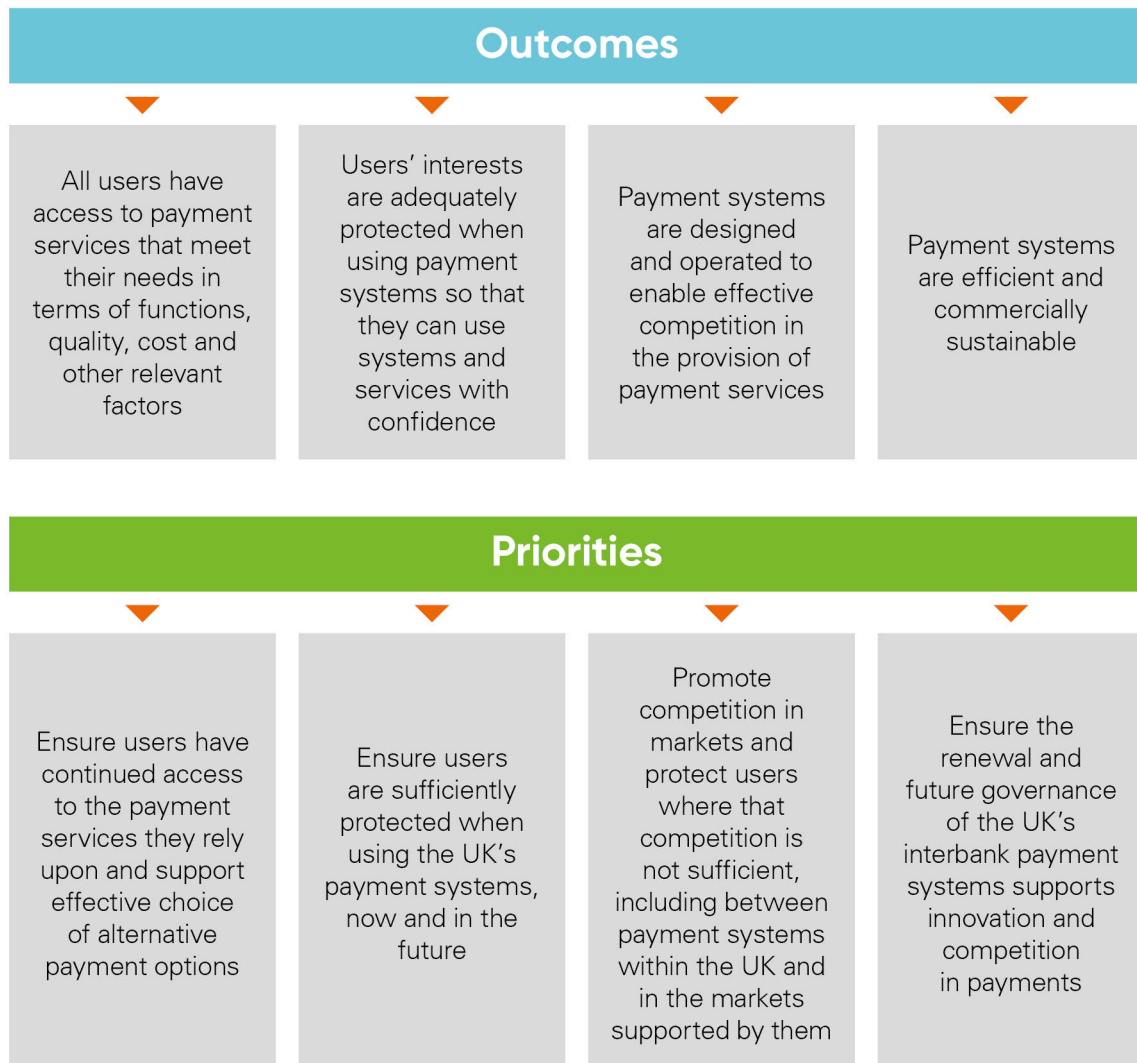 Outcomes
All users have
access to payment
services that meet
their needs in
terms of functions,
quality, cost and
other relevant
factors
Users’ interests
are adequately
protected when
using payment
systems so that
they can use
systems and
services with
confidence
Payment systems
are designed
and operated to
enable effective
competition in
the provision of
payment services
Payment systems
are efficient and
commercially
sustainable
Priorities
Ensure users have
continued access
to the payment
services they rely
upon and support
effective choice
of alternative
payment options
Ensure users
are sufficiently
protected when
using the UK’s
payment systems,
now and in the
future
Promote
competition in
markets and
protect users
where that
competition is
not sufficient,
including between
payment systems
within the UK and
in the markets
supported by them
Ensure the
renewal and
future governance
of the UK’s
interbank payment
systems supports
innovation and
competition
in payments